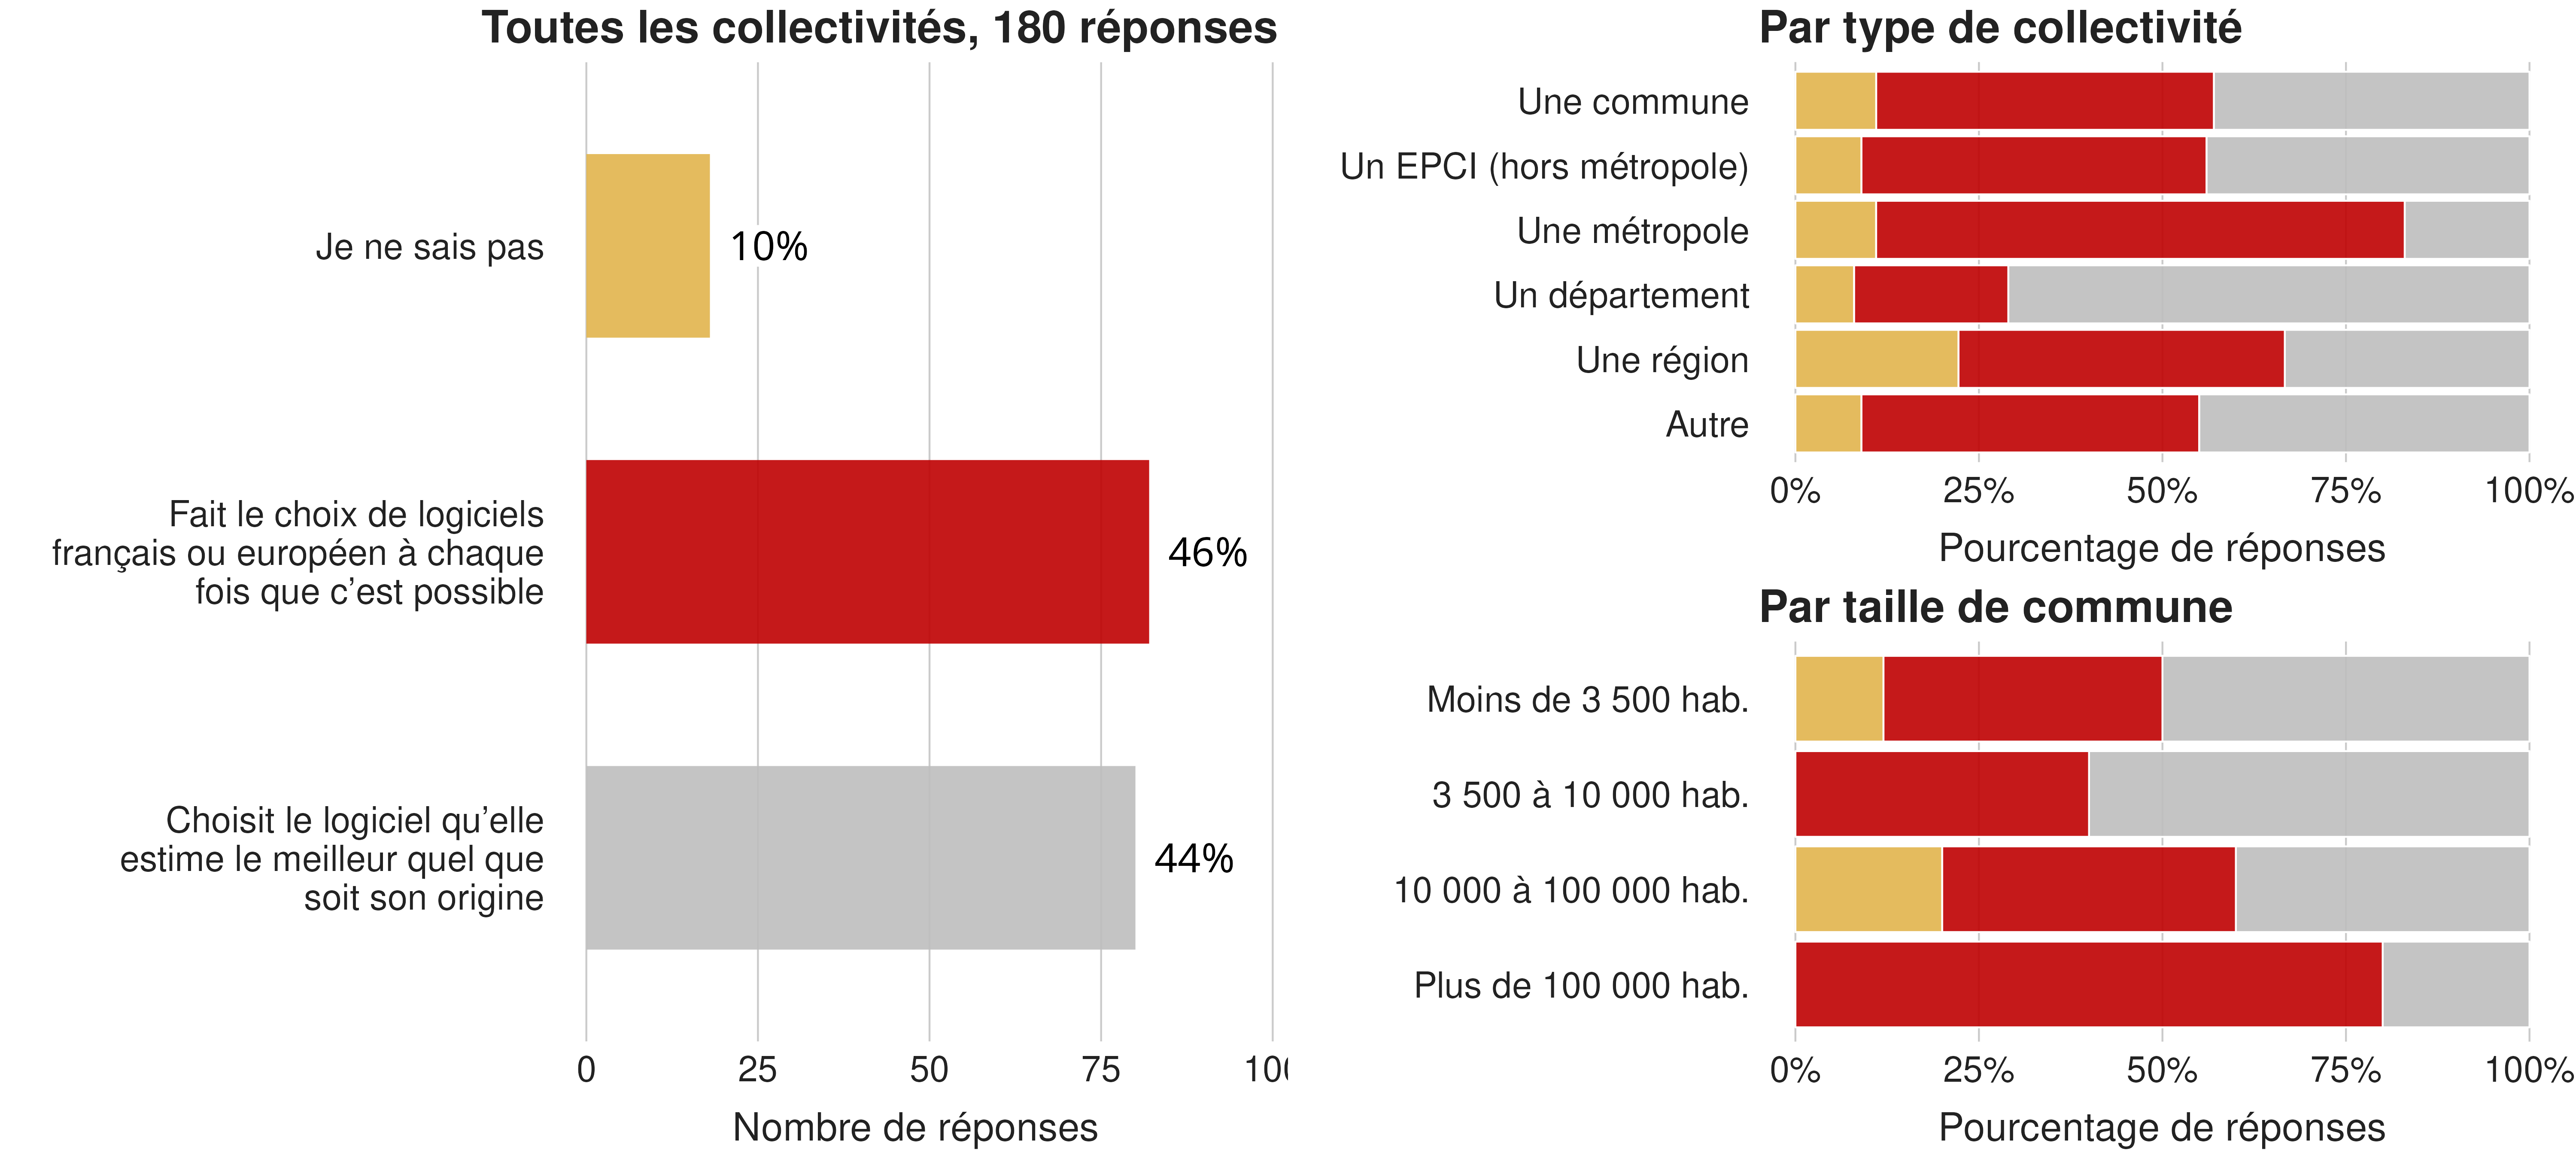 Toutes les collectivités, 180 réponses
Je ne sais pas
10%
Fait le choix de logiciels
français ou européen à chaque
fois que c’est possible
46%
Choisit le logiciel qu’elle
estime le meilleur quel que
soit son origine
44%
0 25 50 75 10
Nombre de réponses
Par type de collectivité
Une commune
Un EPCI (hors métropole)
Une métropole
Un département
Une région
Autre
0% 25% 50% 75% 100%
Pourcentage de réponses
Par taille de commune
Moins de 3 500 hab.
3 500 à 10 000 hab.
10 000 à 100 000 hab.
Plus de 100 000 hab.
0% 25% 50% 75% 100%
Pourcentage de réponses